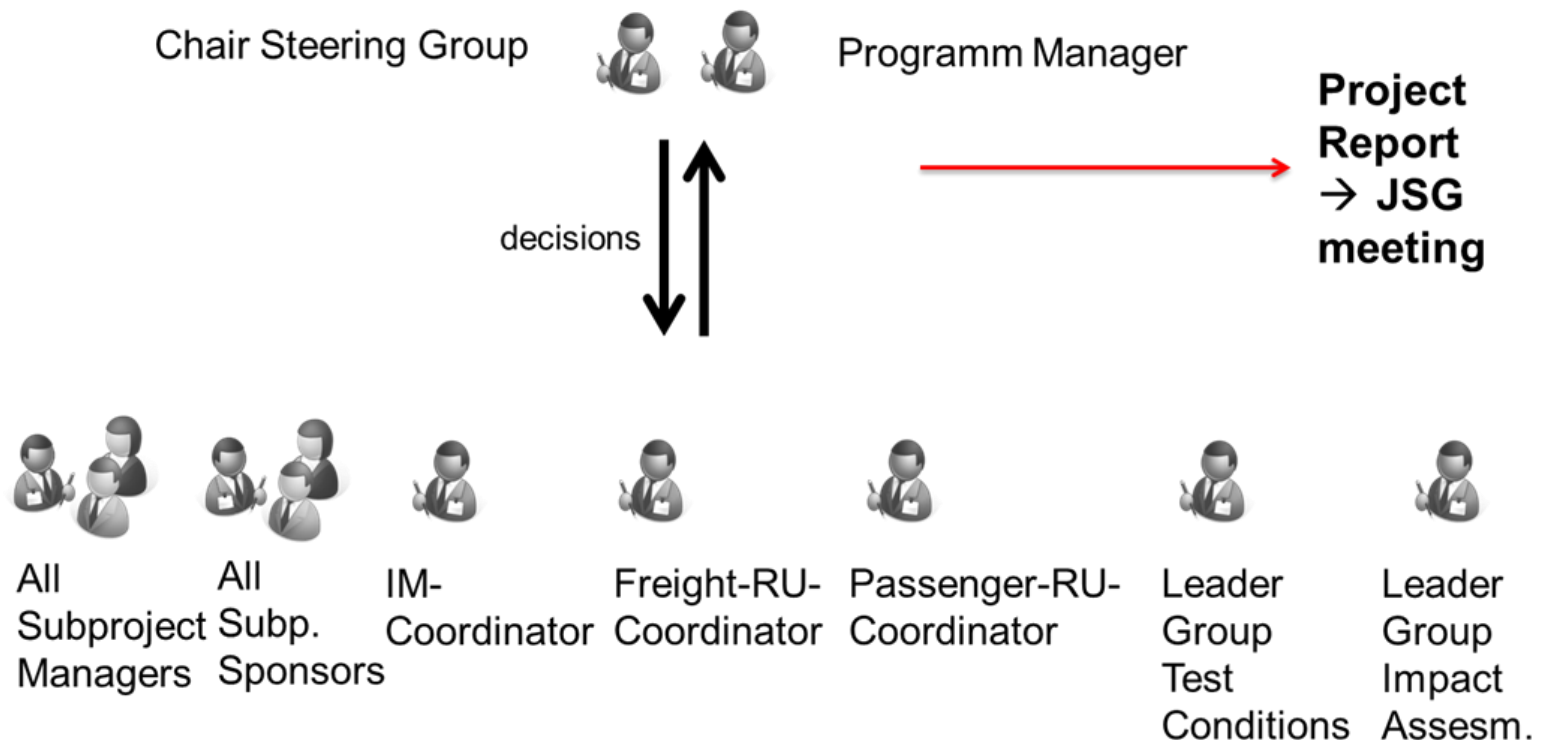 Chair Steering Group
Programm Manager
Project
Report
→ JSG
meeting
decisions
All
Subproject
Managers
All
Subp.
Sponsors
IM-
Coordinator
Freight-RU-
Coordinator
Passenger-RU-
Coordinator
Leader
Group
Test
Conditions
Leader
Group
Impact
Assesm.